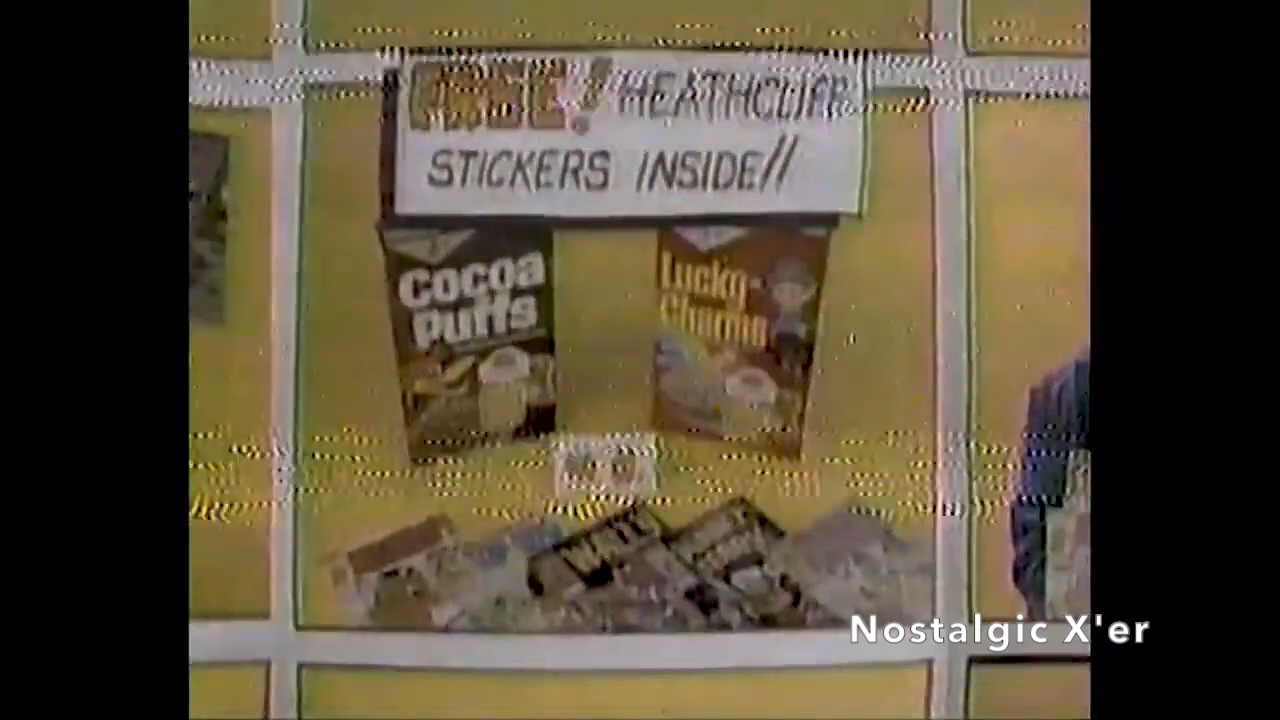 FREE! HEATHCLIFF
STICKERS INSIDE//
Cocoa
Puffs
Lucky-
Charms
Nostalgic X'er